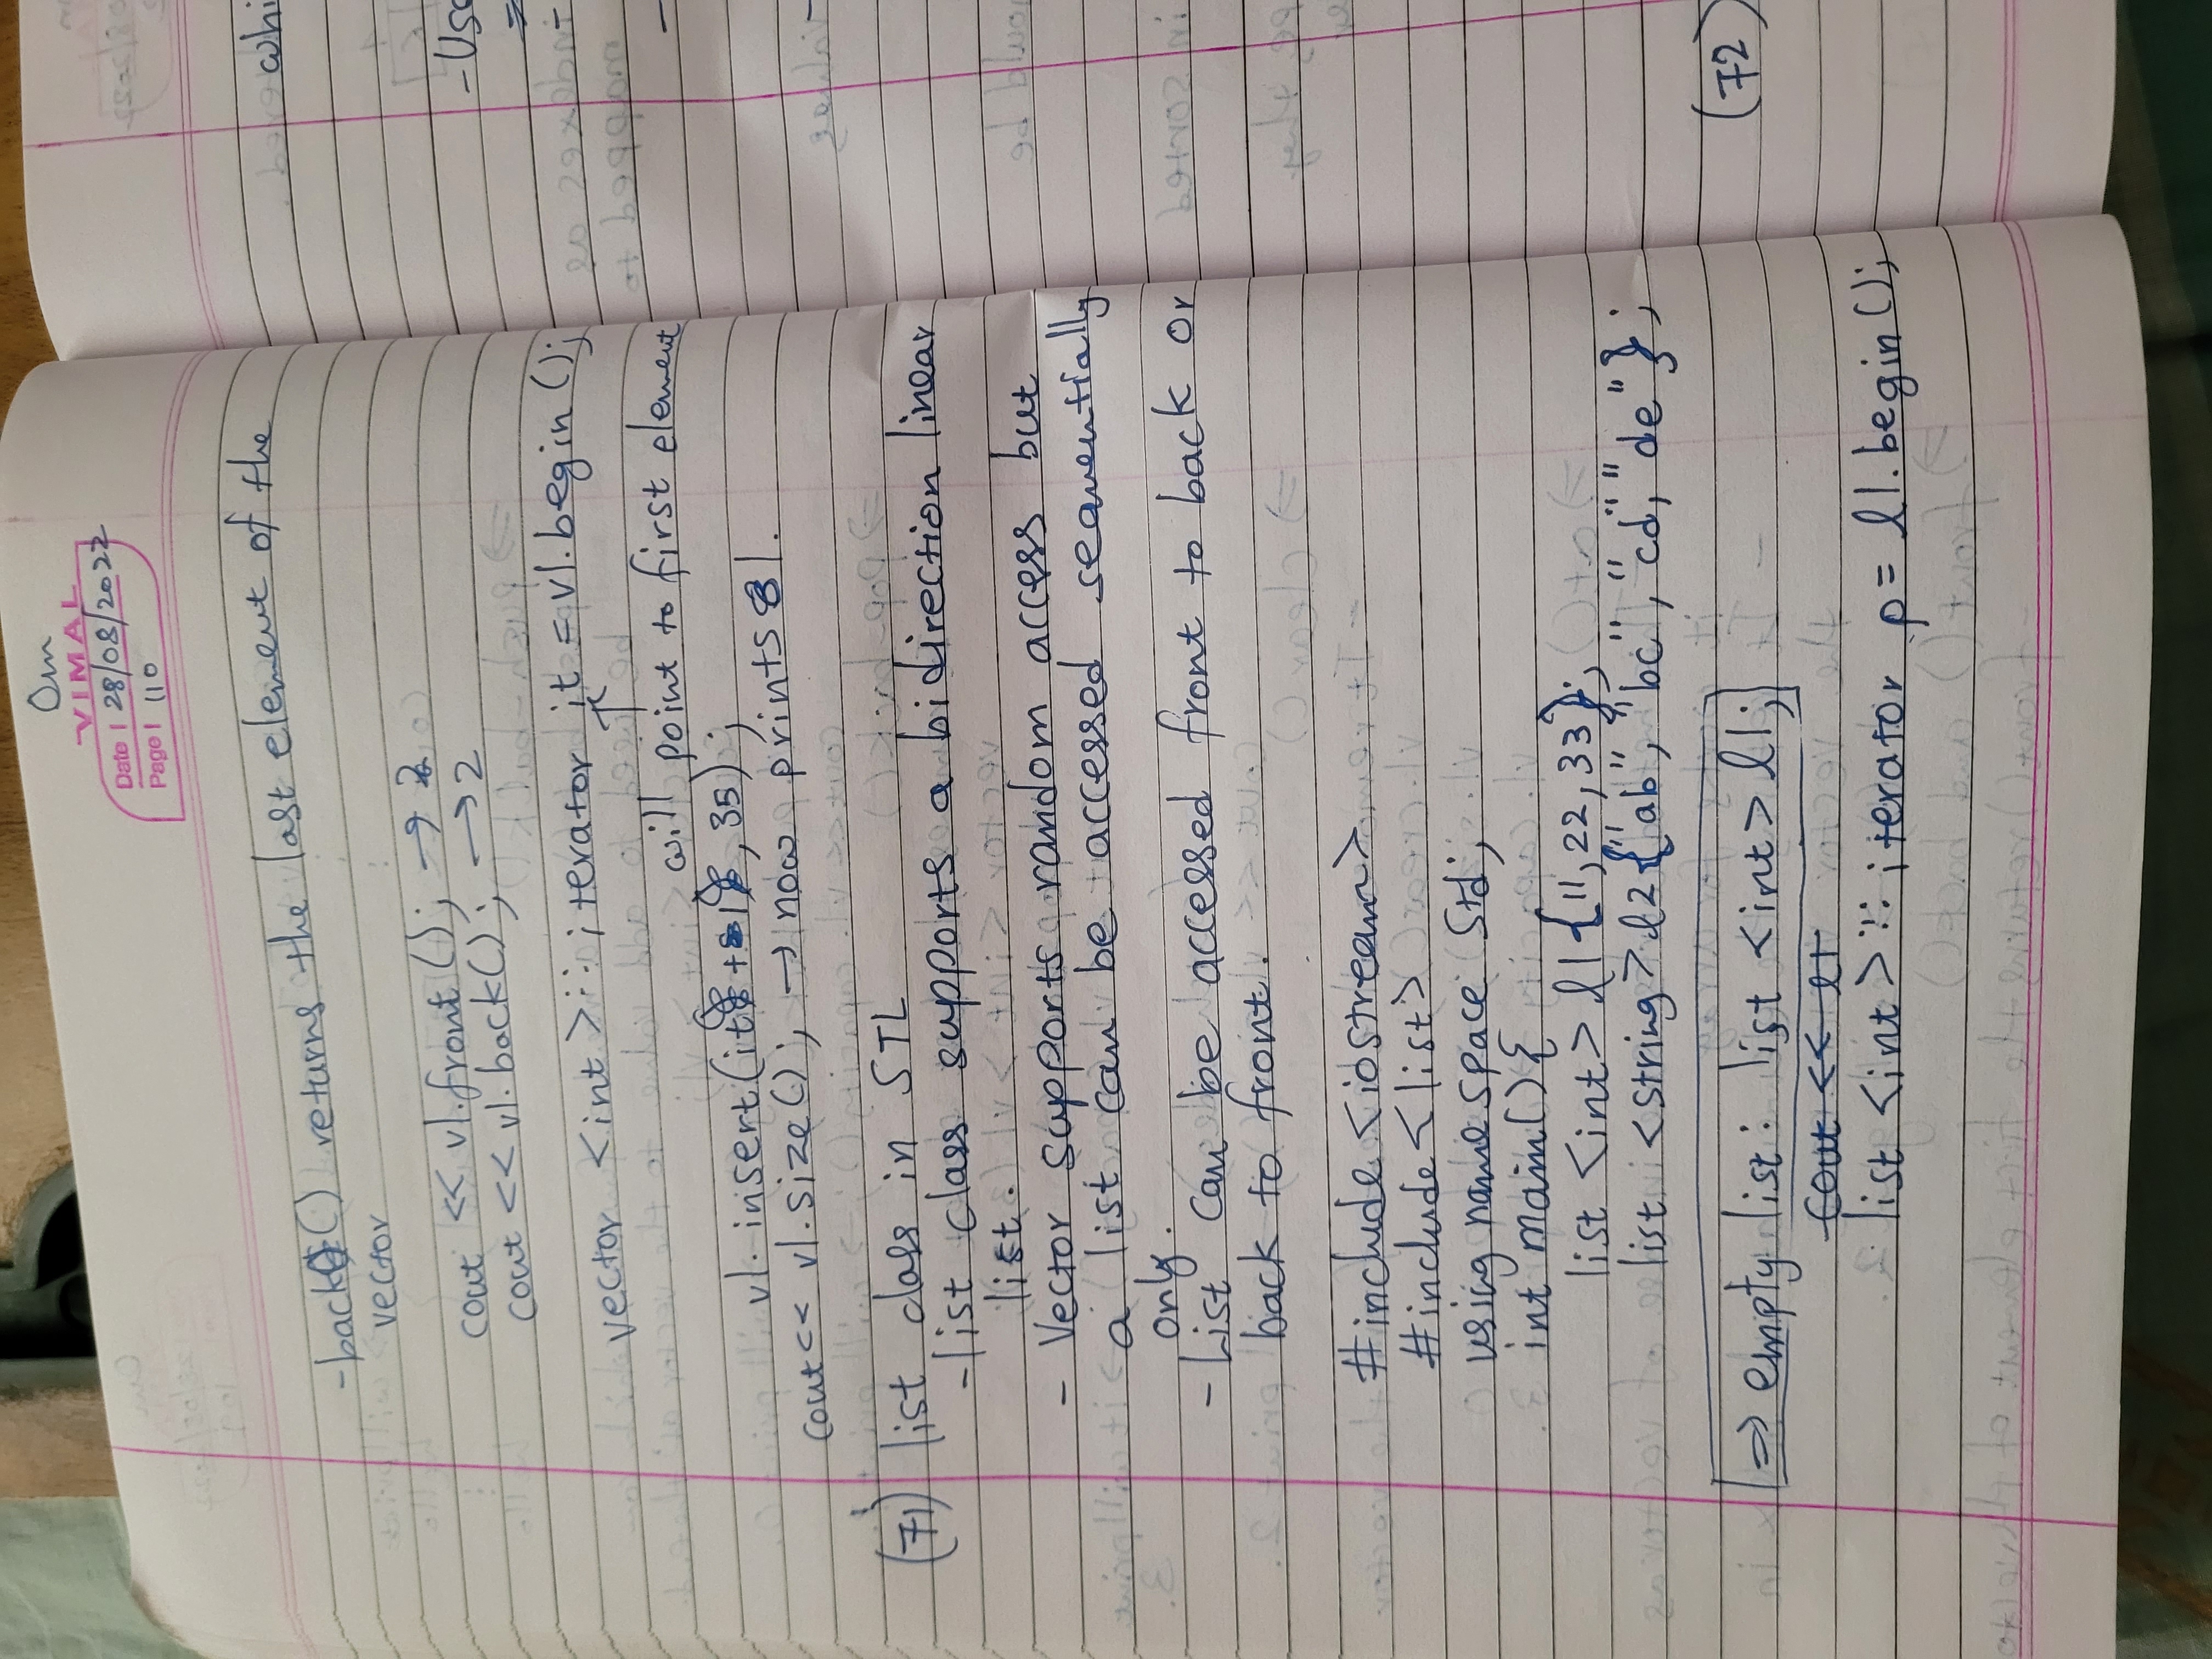 Om
VIMAL
Date | 28/08/2022
Page | 110
- back() returns the last element of the
vector
cout << v1.front(); → 2
cout << v1.back(); → 2
vector <int>::iterator it = v1.begin();
↑
will point to first element
v1.insert(it+1, 35);
cout << v1.size(); → now prints 1.
(71) list class in STL
- list class supports a bidirection linear
list.
- Vector supports random access but
a list can be accessed sequentially
only.
- List can be accessed front to back or
back to front.
#include <iostream>
#include <list>
using namespace std;
int main(){
list <int> l1{11,22,33};
list <string> l2{"ab", "bc", "cd", "de"};
⇒ empty list: list <int> l1;
cout << l1
list <int>::iterator p = l1.begin();
whi
- Use
(72)